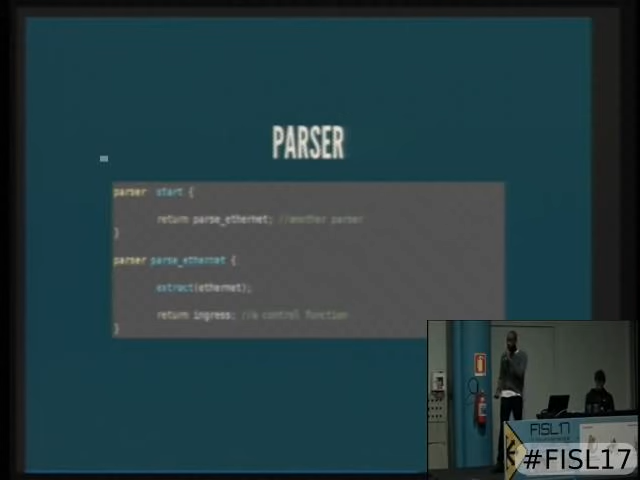 PARSER
parser start {
return parse_ethernet; //another parser
}
parser parse_ethernet {
extract(ethernet);
return ingress; //a control function
}
FISL17
#FISL17